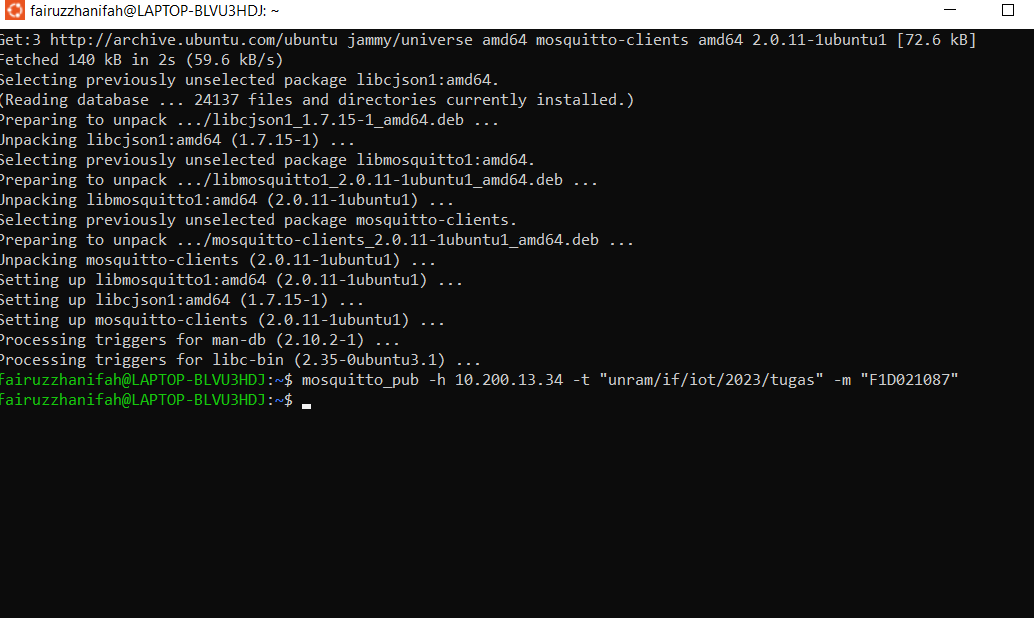 fairuzzhanifah@LAPTOP-BLVU3HDJ: ~
Get:3 http://archive.ubuntu.com/ubuntu jammy/universe amd64 mosquitto-clients amd64 2.0.11-1ubuntu1 [72.6 kB]
Fetched 140 kB in 2s (59.6 kB/s)
Selecting previously unselected package libcjson1:amd64.
(Reading database ... 24137 files and directories currently installed.)
Preparing to unpack .../libcjson1_1.7.15-1_amd64.deb ...
Unpacking libcjson1:amd64 (1.7.15-1) ...
Selecting previously unselected package libmosquitto1:amd64.
Preparing to unpack .../libmosquitto1_2.0.11-1ubuntu1_amd64.deb ...
Unpacking libmosquitto1:amd64 (2.0.11-1ubuntu1) ...
Selecting previously unselected package mosquitto-clients.
Preparing to unpack .../mosquitto-clients_2.0.11-1ubuntu1_amd64.deb ...
Unpacking mosquitto-clients (2.0.11-1ubuntu1) ...
Setting up libmosquitto1:amd64 (2.0.11-1ubuntu1) ...
Setting up libcjson1:amd64 (1.7.15-1) ...
Setting up mosquitto-clients (2.0.11-1ubuntu1) ...
Processing triggers for man-db (2.10.2-1) ...
Processing triggers for libc-bin (2.35-0ubuntu3.1) ...
fairuzzhanifah@LAPTOP-BLVU3HDJ:~$ mosquitto_pub -h 10.200.13.34 -t "unram/if/iot/2023/tugas" -m "F1D021087"
fairuzzhanifah@LAPTOP-BLVU3HDJ:~$